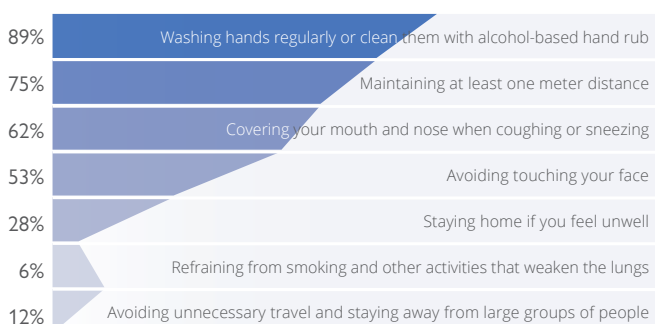 89% Washing hands regularly or clean them with alcohol-based hand rub
75% Maintaining at least one meter distance
62% Covering your mouth and nose when coughing or sneezing
53% Avoiding touching your face
28% Staying home if you feel unwell
6% Refraining from smoking and other activities that weaken the lungs
12% Avoiding unnecessary travel and staying away from large groups of people